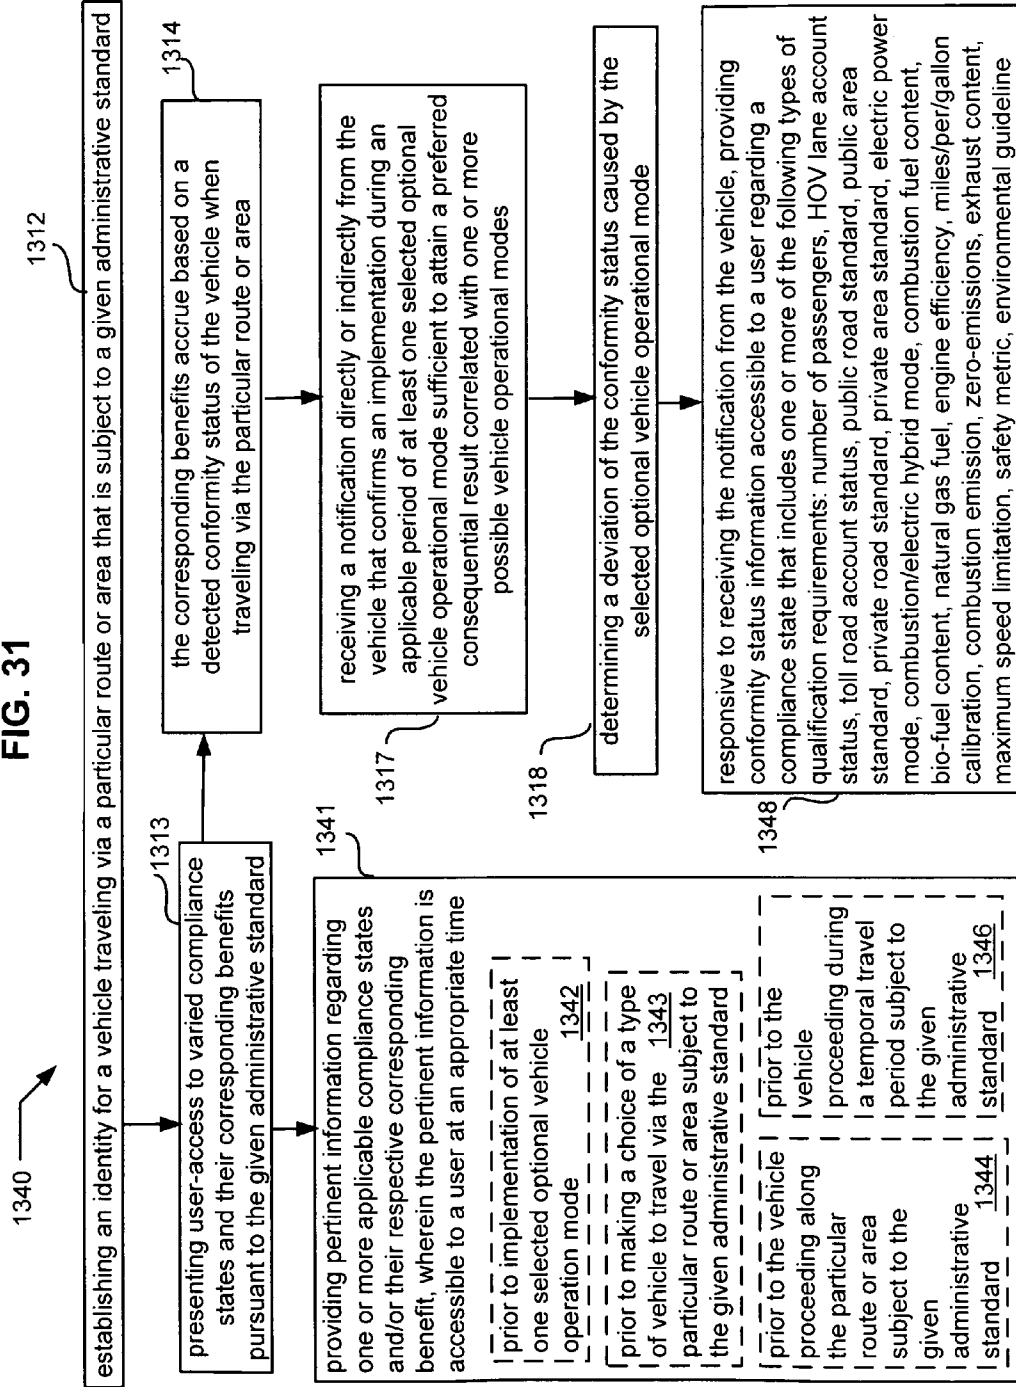 FIG. 31
1340
1312
establishing an identity for a vehicle traveling via a particular route or area that is subject to a given administrative standard
1313
presenting user-access to varied compliance
states and their corresponding benefits
pursuant to the given administrative standard
1314
the corresponding benefits accrue based on a
detected conformity status of the vehicle when
traveling via the particular route or area
1341
providing pertinent information regarding
one or more applicable compliance states
and/or their respective corresponding
benefit, wherein the pertinent information is
accessible to a user at an appropriate time
prior to implementation of at least
one selected optional vehicle
operation mode 1342
prior to making a choice of a type
of vehicle to travel via the 1343
particular route or area subject to
the given administrative standard
prior to the vehicle
proceeding along
the particular
route or area
subject to the
given
administrative
standard 1344
prior to the
vehicle
proceeding during
a temporal travel
period subject to
the given
administrative
standard 1346
1317
receiving a notification directly or indirectly from the
vehicle that confirms an implementation during an
applicable period of at least one selected optional
vehicle operational mode sufficient to attain a preferred
consequential result correlated with one or more
possible vehicle operational modes
1318
determining a deviation of the conformity status caused by the
selected optional vehicle operational mode
1348
responsive to receiving the notification from the vehicle, providing
conformity status information accessible to a user regarding a
compliance state that includes one or more of the following types of
qualification requirements: number of passengers, HOV lane account
status, toll road account status, public road standard, public area
standard, private road standard, private area standard, electric power
mode, combustion/electric hybrid mode, combustion fuel content,
bio-fuel content, natural gas fuel, engine efficiency, miles/per/gallon
calibration, combustion emission, zero-emissions, exhaust content,
maximum speed limitation, safety metric, environmental guideline